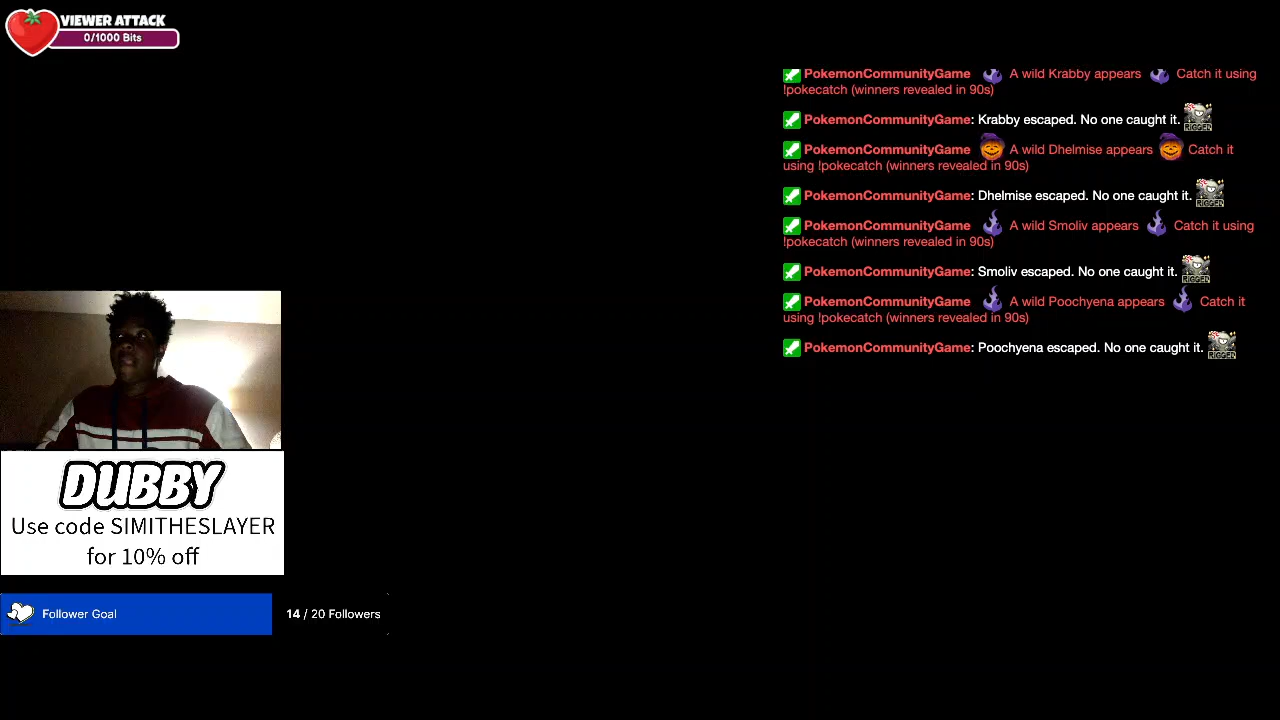 VIEWER ATTACK
0/1000 Bits
PokemonCommunityGame A wild Krabby appears Catch it using
!pokecatch (winners revealed in 90s)
PokemonCommunityGame: Krabby escaped. No one caught it. RIGGED
PokemonCommunityGame A wild Dhelmise appears Catch it
using !pokecatch (winners revealed in 90s)
PokemonCommunityGame: Dhelmise escaped. No one caught it. RIGGED
PokemonCommunityGame A wild Smoliv appears Catch it using
!pokecatch (winners revealed in 90s)
PokemonCommunityGame: Smoliv escaped. No one caught it. RIGGED
PokemonCommunityGame A wild Poochyena appears Catch it
using !pokecatch (winners revealed in 90s)
PokemonCommunityGame: Poochyena escaped. No one caught it. RIGGED
DUBBY
Use code SIMITHESLAYER
for 10% off
Follower Goal 14 / 20 Followers